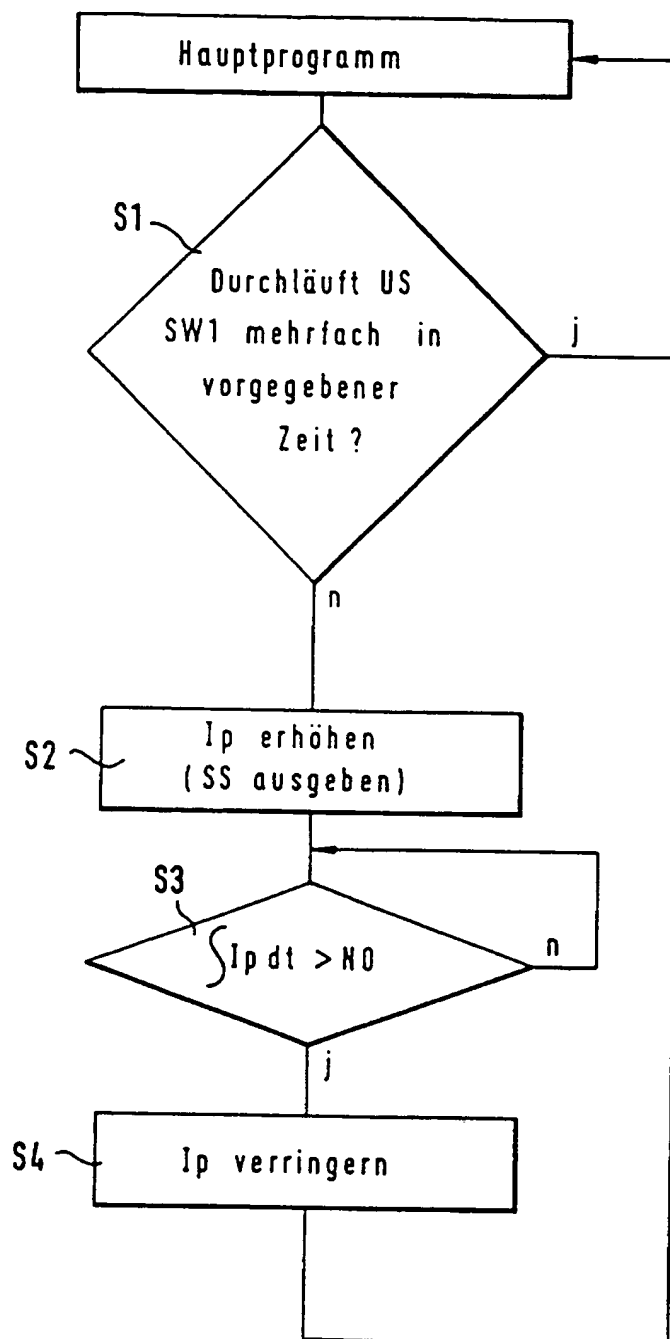 Hauptprogramm
S1
Durchläuft US
SW1 mehrfach in
vorgegebener
Zeit ?
j
n
S2
Ip erhöhen
(SS ausgeben)
S3
∫Ip dt > N0
n
j
S4
Ip verringern